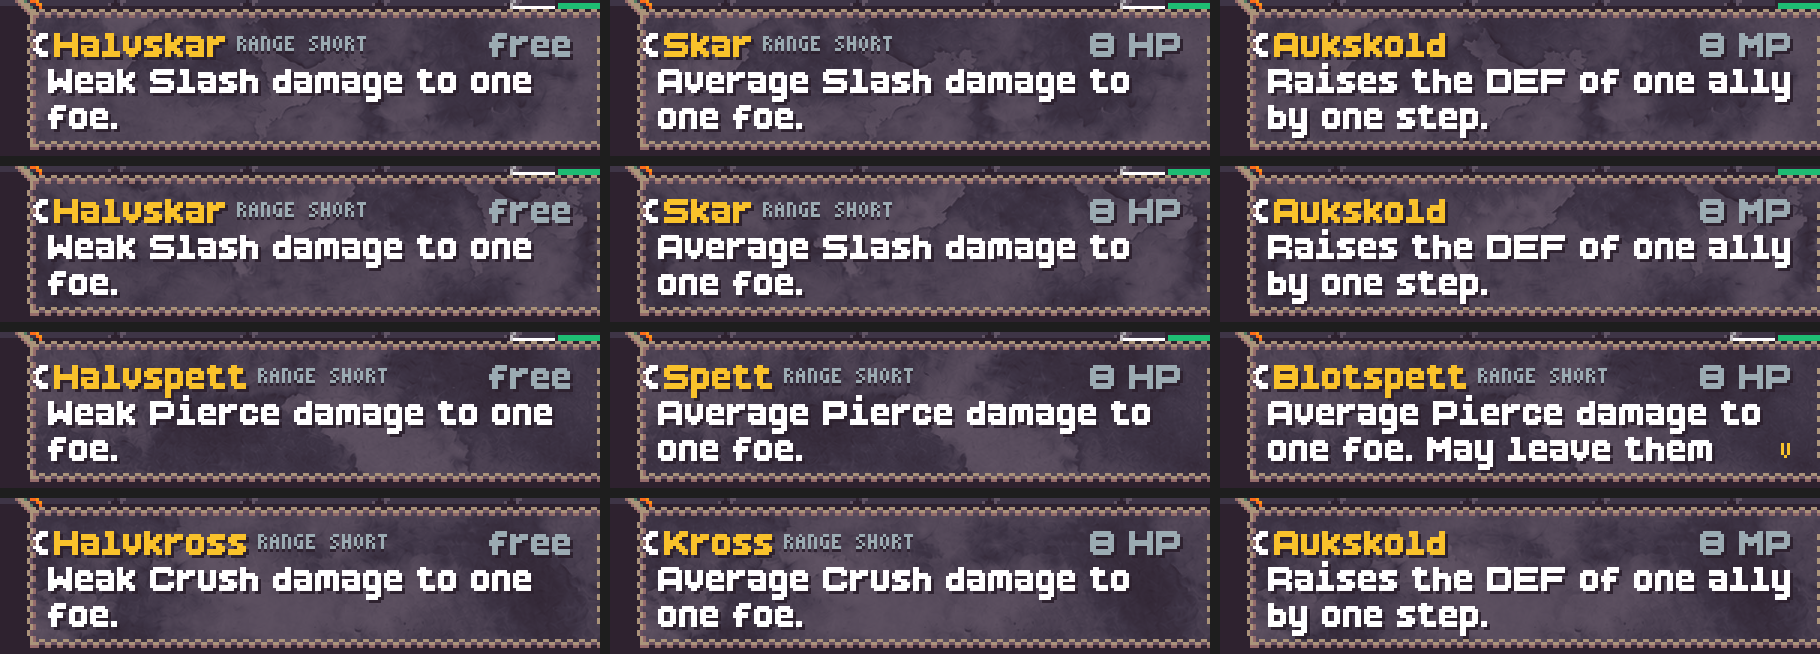 Halvskar RANGE SHORT free
Weak Slash damage to one
foe.
Skar RANGE SHORT 8 HP
Average Slash damage to
one foe.
Aukskold 8 MP
Raises the DEF of one ally
by one step.
Halvskar RANGE SHORT free
Weak Slash damage to one
foe.
Skar RANGE SHORT 8 HP
Average Slash damage to
one foe.
Aukskold 8 MP
Raises the DEF of one ally
by one step.
Halvspett RANGE SHORT free
Weak Pierce damage to one
foe.
Spett RANGE SHORT 8 HP
Average Pierce damage to
one foe.
Blotspett RANGE SHORT 8 HP
Average Pierce damage to
one foe. May leave them
Halvkross RANGE SHORT free
Weak Crush damage to one
foe.
Kross RANGE SHORT 8 HP
Average Crush damage to
one foe.
Aukskold 8 MP
Raises the DEF of one ally
by one step.